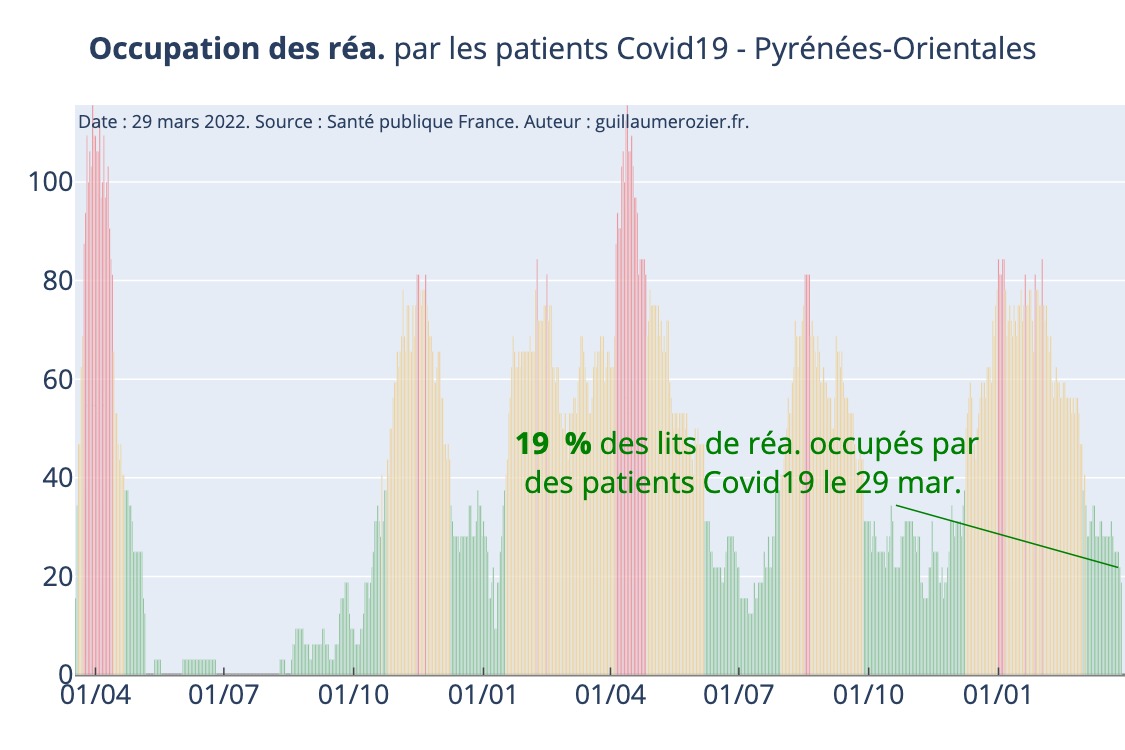 Occupation des réa. par les patients Covid19 - Pyrénées-Orientales
Date : 29 mars 2022. Source : Santé publique France. Auteur : guillaumerozier.fr.
100
80
60
40
20
0
19 % des lits de réa. occupés par
des patients Covid19 le 29 mar.
01/04 01/07 01/10 01/01 01/04 01/07 01/10 01/01